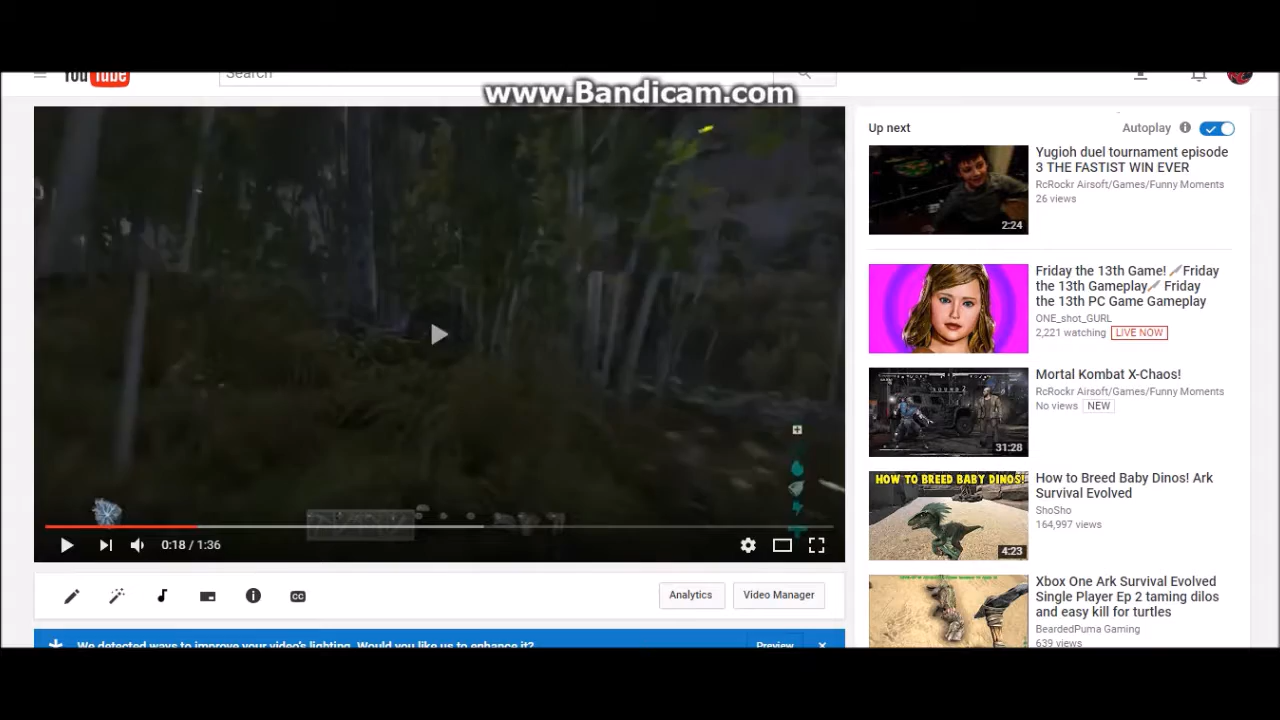 YouTube
Search
www.Bandicam.com
Up next
Autoplay
Yugioh duel tournament episode
3 THE FASTIST WIN EVER
RcRockr Airsoft/Games/Funny Moments
26 views
2:24
Friday the 13th Game! 🔪Friday
the 13th Gameplay🔪 Friday
the 13th PC Game Gameplay
ONE_shot_GURL
2,221 watching LIVE NOW
Mortal Kombat X-Chaos!
RcRockr Airsoft/Games/Funny Moments
No views NEW
31:28
HOW TO BREED BABY DINOS!
How to Breed Baby Dinos! Ark
Survival Evolved
ShoSho
164,997 views
4:23
Xbox One Ark Survival Evolved
Single Player Ep 2 taming dilos
and easy kill for turtles
BeardedPuma Gaming
639 views
0:18 / 1:36
CC
Analytics
Video Manager
We detected ways to improve your video's lighting. Would you like us to enhance it?
Preview